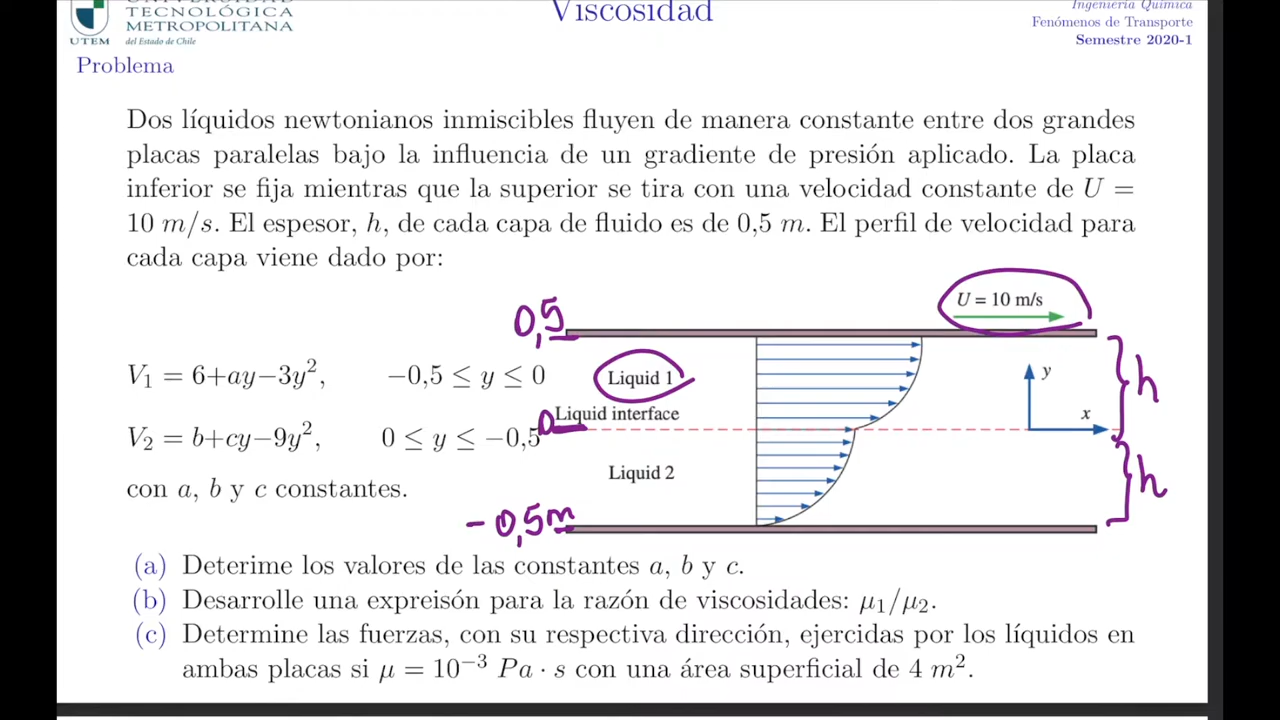 TECNOLÓGICA
METROPOLITANA
UTEM del Estado de Chile
Viscosidad
Ingeniería Química
Fenómenos de Transporte
Semestre 2020-1
Problema
Dos líquidos newtonianos inmiscibles fluyen de manera constante entre dos grandes
placas paralelas bajo la influencia de un gradiente de presión aplicado. La placa
inferior se fija mientras que la superior se tira con una velocidad constante de U =
10 m/s. El espesor, h, de cada capa de fluido es de 0,5 m. El perfil de velocidad para
cada capa viene dado por:
U = 10 m/s
0,5
V₁ = 6+ay−3y², −0,5 ≤ y ≤ 0
Liquid 1
y
h
Liquid interface
x
0
V₂ = b+cy−9y², 0 ≤ y ≤ −0,5
Liquid 2
h
con a, b y c constantes.
-0,5m
(a) Deterime los valores de las constantes a, b y c.
(b) Desarrolle una expreisón para la razón de viscosidades: μ₁/μ₂.
(c) Determine las fuerzas, con su respectiva dirección, ejercidas por los líquidos en
ambas placas si μ = 10⁻³ Pa · s con una área superficial de 4 m².